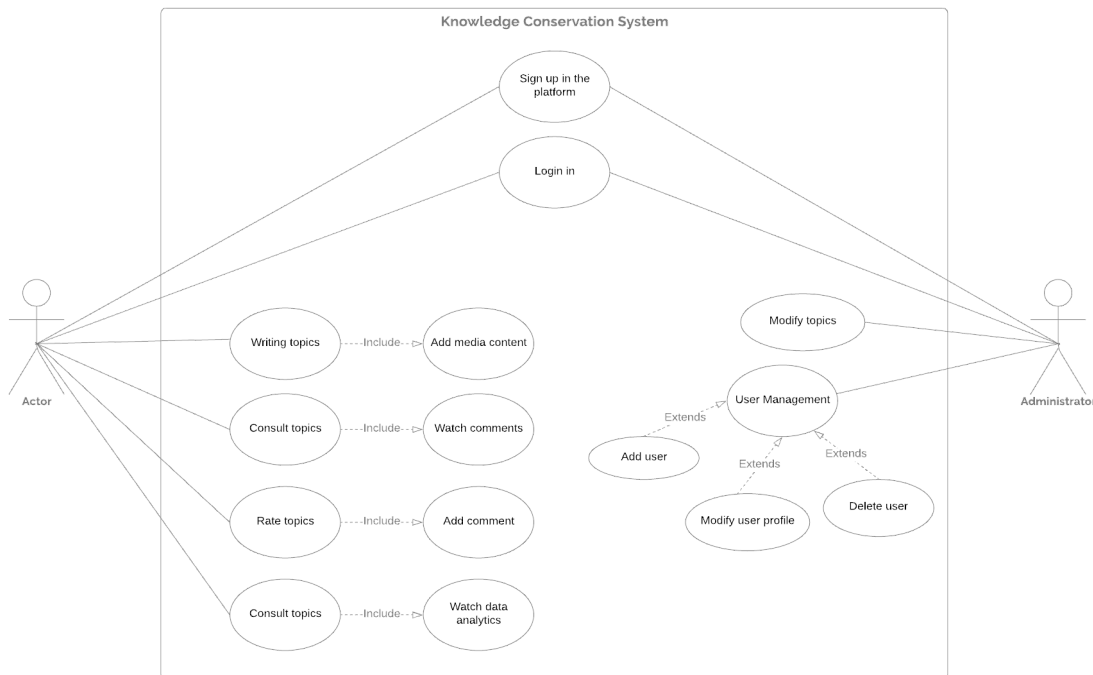 Knowledge Conservation System
Sign up in the
platform
Login in
Modify topics
Writing topics
Include
Add media content
Actor
Administrator
User Management
Extends
Consult topics
Include
Watch comments
Add user
Extends
Extends
Modify user profile
Delete user
Rate topics
Include
Add comment
Consult topics
Include
Watch data
analytics